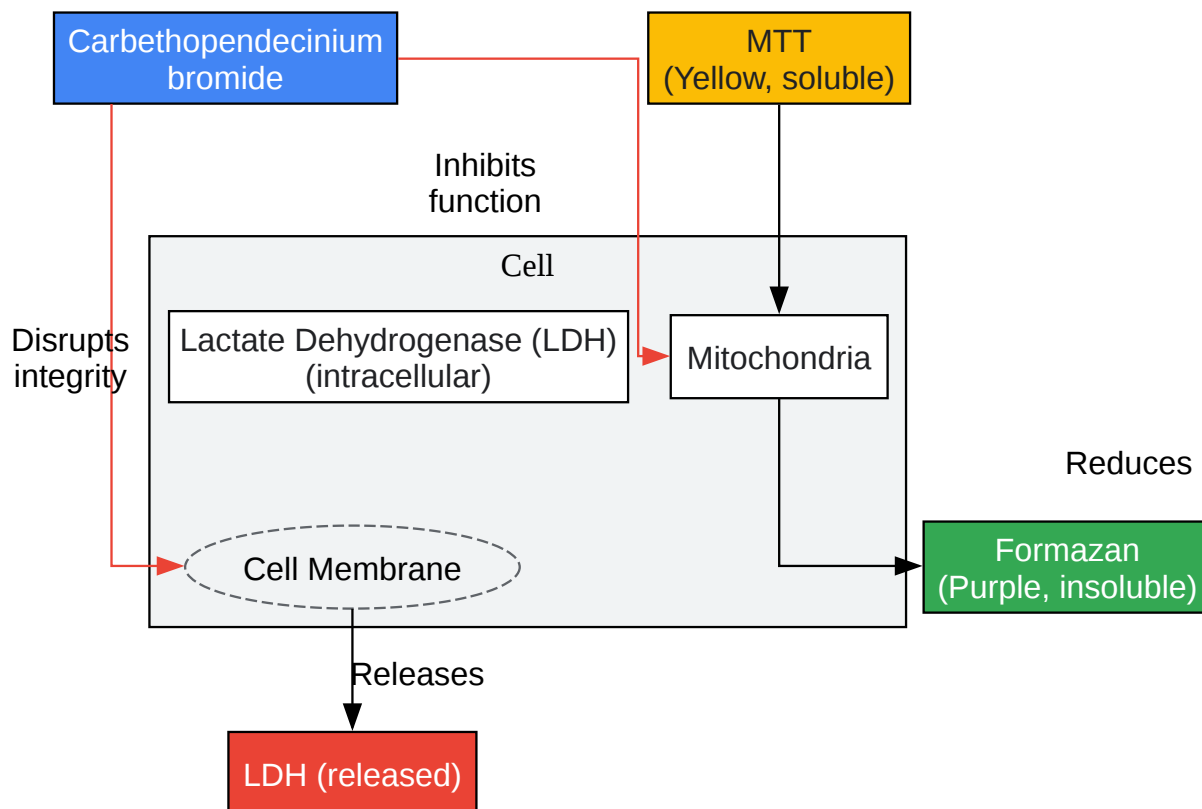 Carbethopendecinium
bromide
MTT
(Yellow, soluble)
Inhibits
function
Cell
Disrupts
integrity
Lactate Dehydrogenase (LDH)
(intracellular)
Mitochondria
Reduces
Formazan
(Purple, insoluble)
Cell Membrane
Releases
LDH (released)